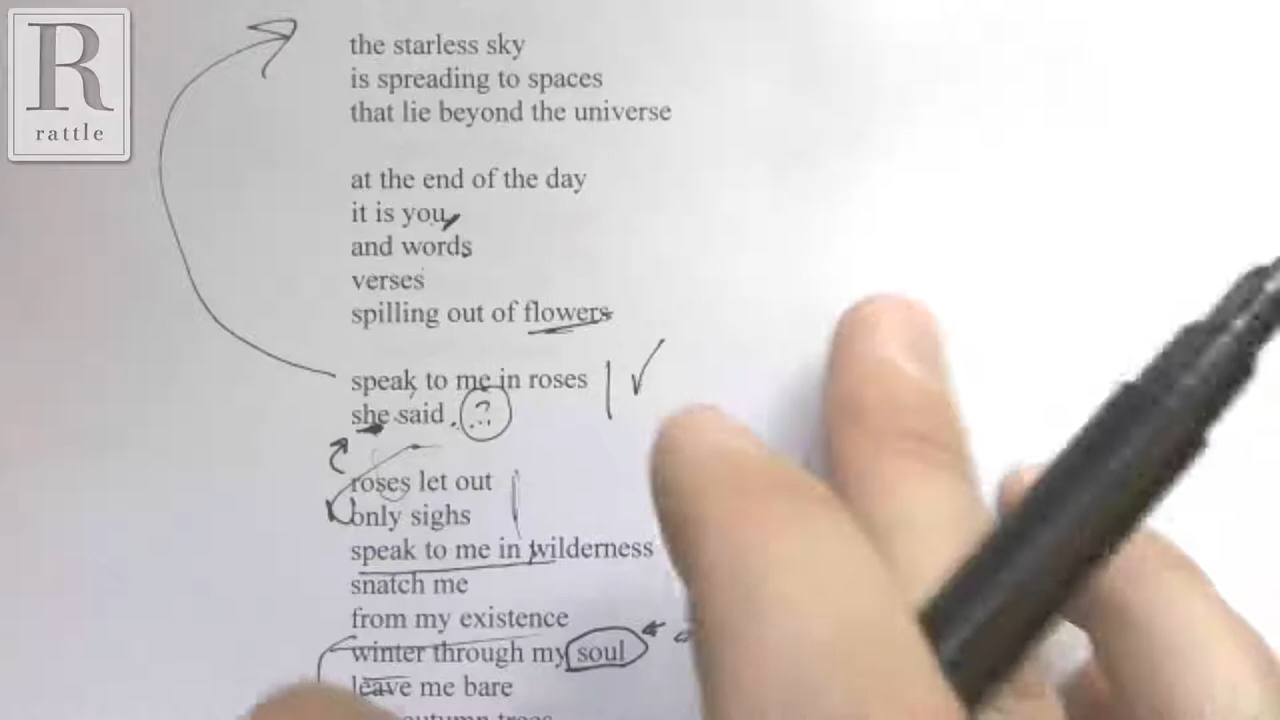 R
rattle
the starless sky
is spreading to spaces
that lie beyond the universe
at the end of the day
it is you,
and words
verses
spilling out of flowers
speak to me in roses
she said . ?
roses let out
only sighs
speak to me in wilderness
snatch me
from my existence
winter through my soul
leave me bare
autumn trees